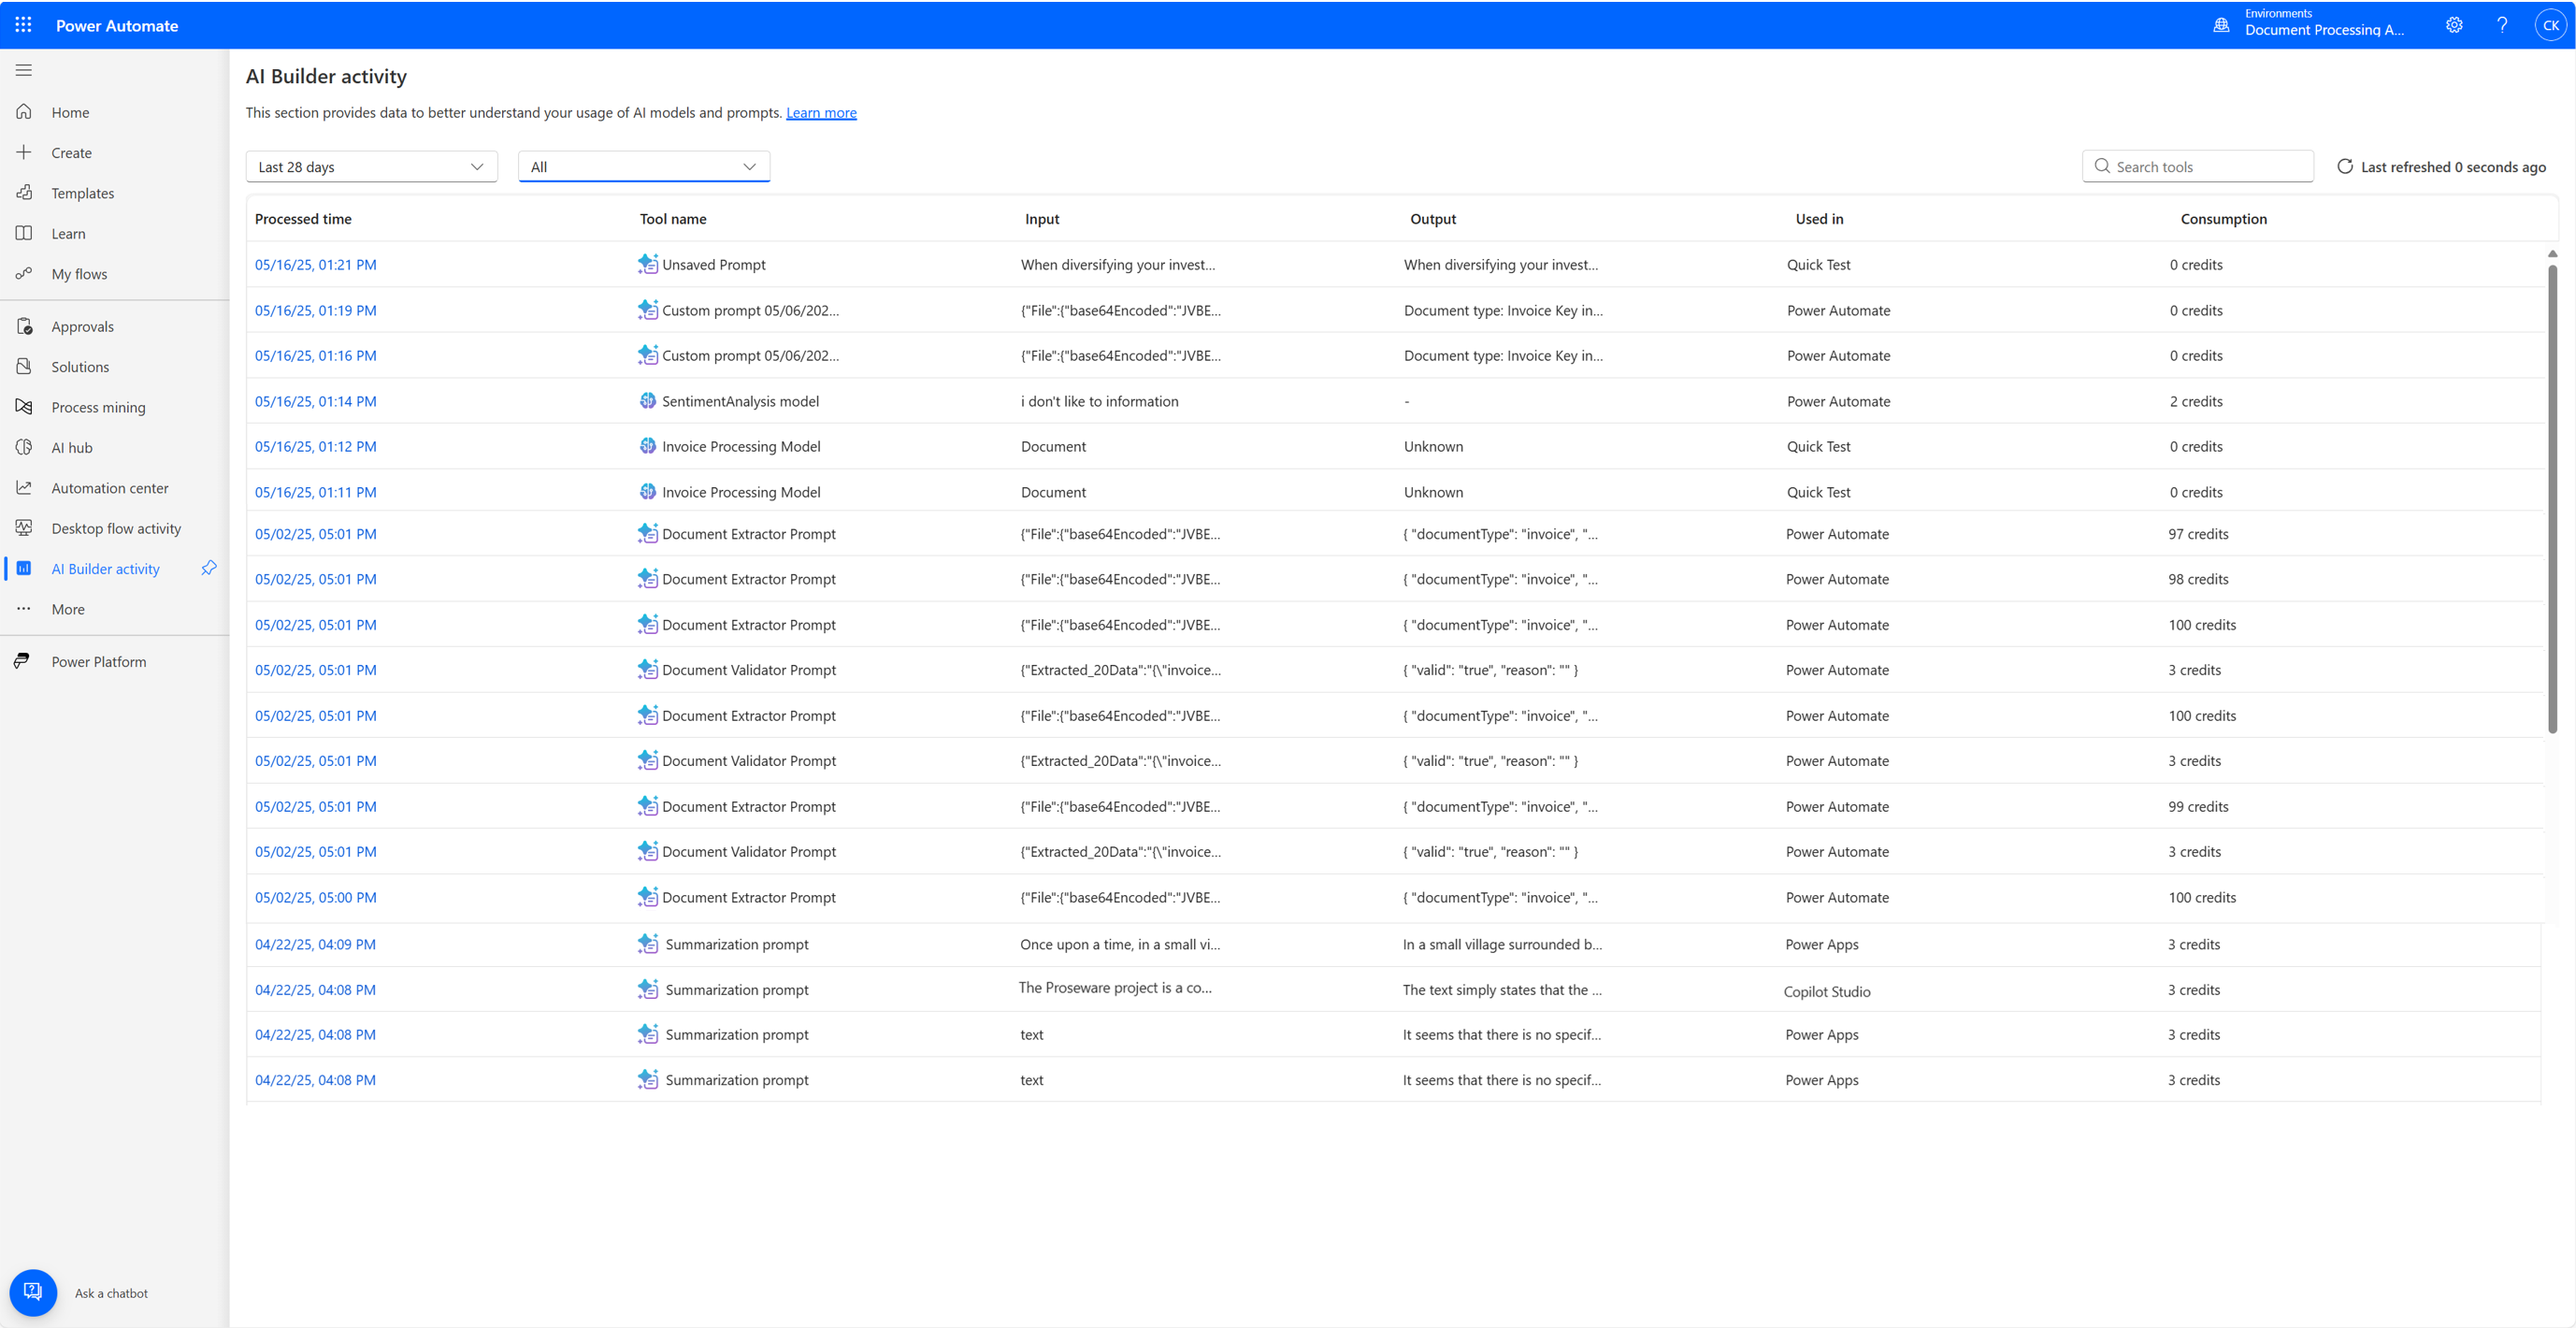 Power Automate
Environments
Document Processing A...
?
CK
AI Builder activity
This section provides data to better understand your usage of AI models and prompts. Learn more
Home
Create
Templates
Learn
My flows
Approvals
Solutions
Process mining
AI hub
Automation center
Desktop flow activity
AI Builder activity
More
Power Platform
Ask a chatbot
Last 28 days
All
Search tools
Last refreshed 0 seconds ago
Processed time Tool name Input Output Used in Consumption
05/16/25, 01:21 PM Unsaved Prompt When diversifying your invest... When diversifying your invest... Quick Test 0 credits
05/16/25, 01:19 PM Custom prompt 05/06/202... {"File":{"base64Encoded":"JVBE... Document type: Invoice Key in... Power Automate 0 credits
05/16/25, 01:16 PM Custom prompt 05/06/202... {"File":{"base64Encoded":"JVBE... Document type: Invoice Key in... Power Automate 0 credits
05/16/25, 01:14 PM SentimentAnalysis model i don't like to information - Power Automate 2 credits
05/16/25, 01:12 PM Invoice Processing Model Document Unknown Quick Test 0 credits
05/16/25, 01:11 PM Invoice Processing Model Document Unknown Quick Test 0 credits
05/02/25, 05:01 PM Document Extractor Prompt {"File":{"base64Encoded":"JVBE... { "documentType": "invoice", "... Power Automate 97 credits
05/02/25, 05:01 PM Document Extractor Prompt {"File":{"base64Encoded":"JVBE... { "documentType": "invoice", "... Power Automate 98 credits
05/02/25, 05:01 PM Document Extractor Prompt {"File":{"base64Encoded":"JVBE... { "documentType": "invoice", "... Power Automate 100 credits
05/02/25, 05:01 PM Document Validator Prompt {"Extracted_20Data":"{\"invoice... { "valid": "true", "reason": "" } Power Automate 3 credits
05/02/25, 05:01 PM Document Extractor Prompt {"File":{"base64Encoded":"JVBE... { "documentType": "invoice", "... Power Automate 100 credits
05/02/25, 05:01 PM Document Validator Prompt {"Extracted_20Data":"{\"invoice... { "valid": "true", "reason": "" } Power Automate 3 credits
05/02/25, 05:01 PM Document Extractor Prompt {"File":{"base64Encoded":"JVBE... { "documentType": "invoice", "... Power Automate 99 credits
05/02/25, 05:01 PM Document Validator Prompt {"Extracted_20Data":"{\"invoice... { "valid": "true", "reason": "" } Power Automate 3 credits
05/02/25, 05:00 PM Document Extractor Prompt {"File":{"base64Encoded":"JVBE... { "documentType": "invoice", "... Power Automate 100 credits
04/22/25, 04:09 PM Summarization prompt Once upon a time, in a small vi... In a small village surrounded b... Power Apps 3 credits
04/22/25, 04:08 PM Summarization prompt The Proseware project is a co... The text simply states that the ... Copilot Studio 3 credits
04/22/25, 04:08 PM Summarization prompt text It seems that there is no specif... Power Apps 3 credits
04/22/25, 04:08 PM Summarization prompt text It seems that there is no specif... Power Apps 3 credits